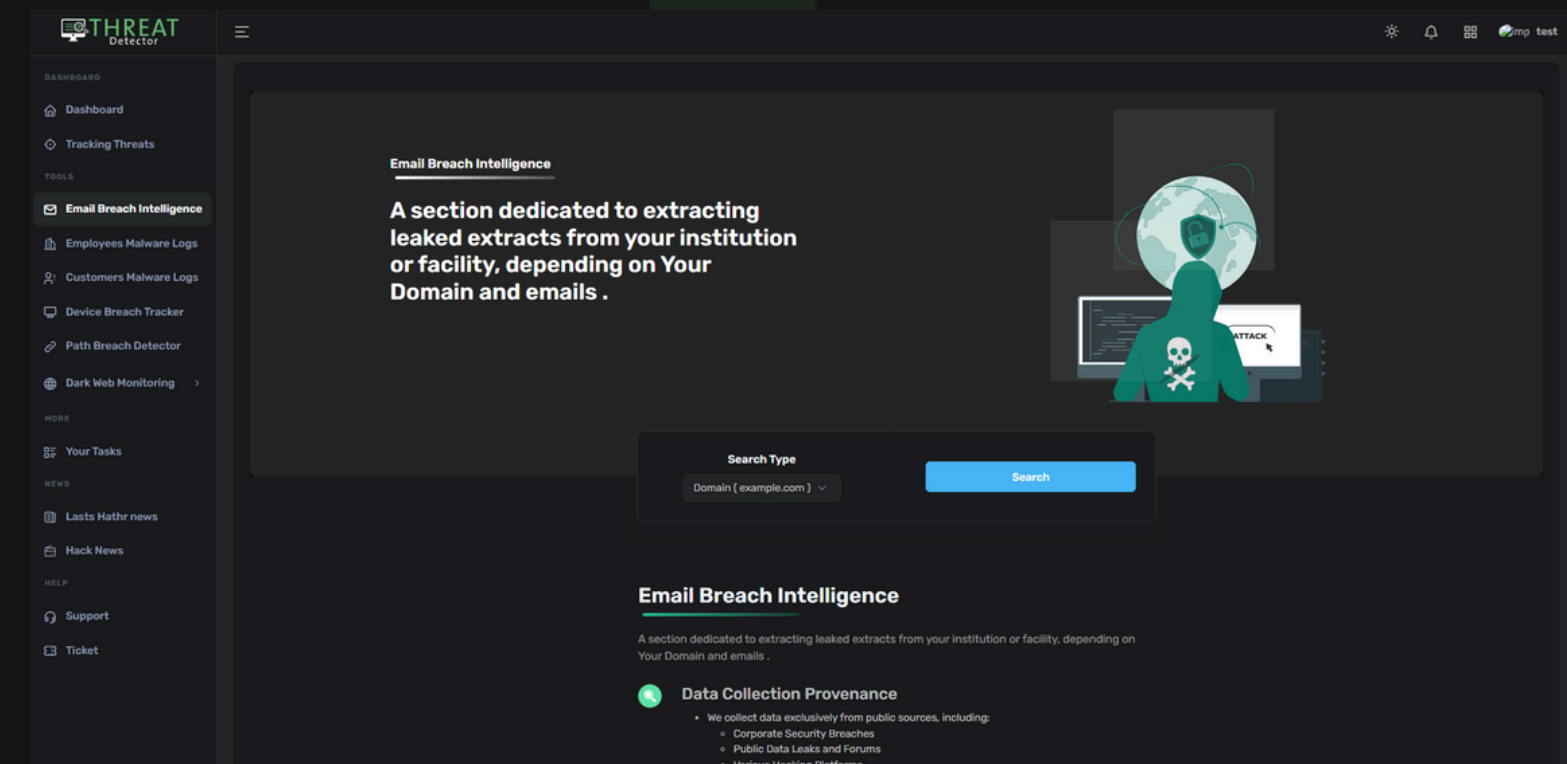 THREAT
Detector
imp test
DASHBOARD
Dashboard
Tracking Threats
TOOLS
Email Breach Intelligence
Employees Malware Logs
Customers Malware Logs
Device Breach Tracker
Path Breach Detector
Dark Web Monitoring
MORE
Your Tasks
NEWS
Lasts Hathr news
Hack News
HELP
Support
Ticket
Email Breach Intelligence
A section dedicated to extracting
leaked extracts from your institution
or facility, depending on Your
Domain and emails .
ATTACK
Search Type
Domain ( example.com )
Search
Email Breach Intelligence
A section dedicated to extracting leaked extracts from your institution or facility, depending on
Your Domain and emails .
Data Collection Provenance
• We collect data exclusively from public sources, including:
◦ Corporate Security Breaches
◦ Public Data Leaks and Forums
◦ Various Hacking Platforms